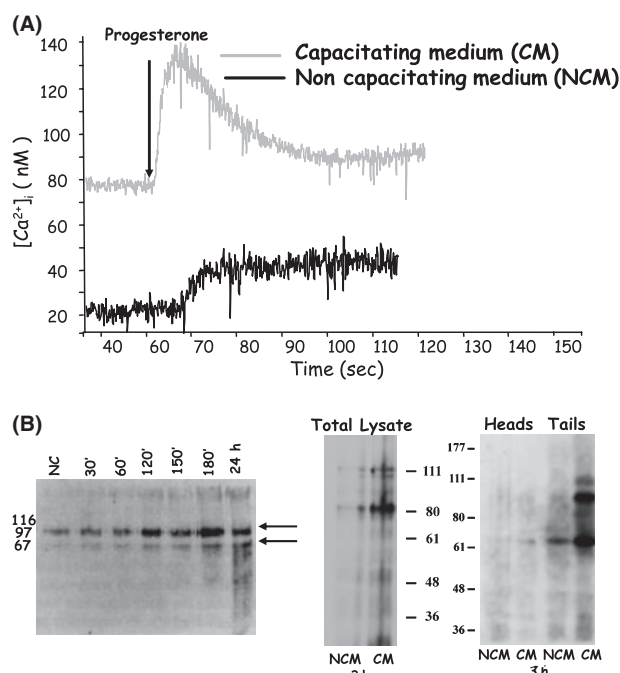 (A)
Progesterone
Capacitating medium (CM)
Non capacitating medium (NCM)
[Ca²⁺]ᵢ ( nM )
140
120
100
80
60
40
20
40 60 70 80 90 100 110 120 130 140 150
Time (sec)
(B)
NC 30' 60' 120' 150' 180' 24 h
116
97
67
Total Lysate
111
80
61
48
36
NCM CM
Heads Tails
177
111
80
61
48
36
NCM CM NCM CM